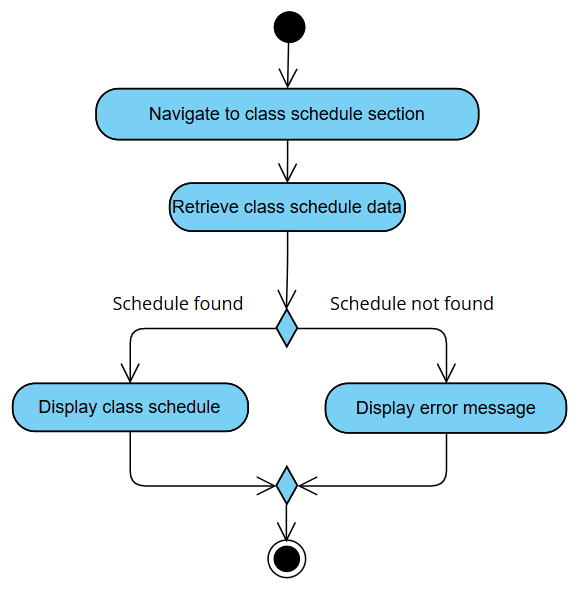 Navigate to class schedule section
Retrieve class schedule data
Schedule found
Schedule not found
Display class schedule
Display error message